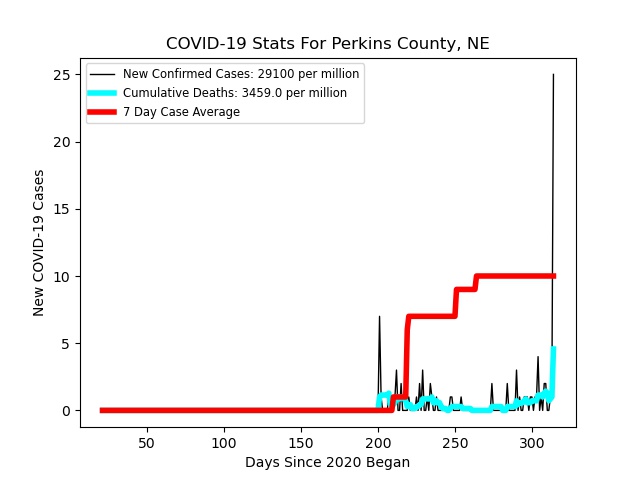 COVID-19 Stats For Perkins County, NE
New Confirmed Cases: 29100 per million
Cumulative Deaths: 3459.0 per million
7 Day Case Average
New COVID-19 Cases
25
20
15
10
5
0
50 100 150 200 250 300
Days Since 2020 Began